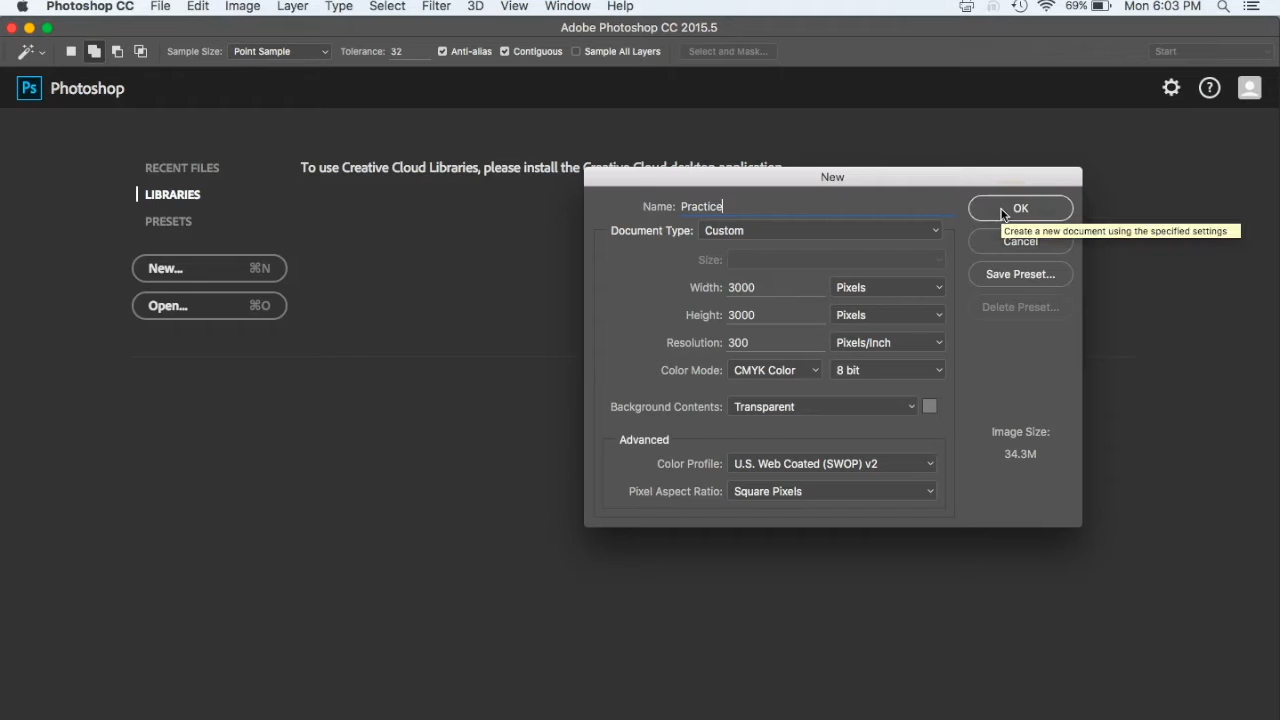 Photoshop CC File Edit Image Layer Type Select Filter 3D View Window Help 69% Mon 6:03 PM
Adobe Photoshop CC 2015.5
Sample Size: Point Sample Tolerance: 32 Anti-alias Contiguous Sample All Layers Select and Mask... Start
Ps Photoshop ?
RECENT FILES
LIBRARIES
PRESETS
New... ⌘N
Open... ⌘O
To use Creative Cloud Libraries, please install the Creative Cloud desktop application.
New
Name: Practice
OK
Create a new document using the specified settings
Document Type: Custom
Cancel
Size:
Save Preset...
Width: 3000 Pixels
Delete Preset...
Height: 3000 Pixels
Resolution: 300 Pixels/Inch
Color Mode: CMYK Color 8 bit
Background Contents: Transparent
Image Size:
34.3M
Advanced
Color Profile: U.S. Web Coated (SWOP) v2
Pixel Aspect Ratio: Square Pixels